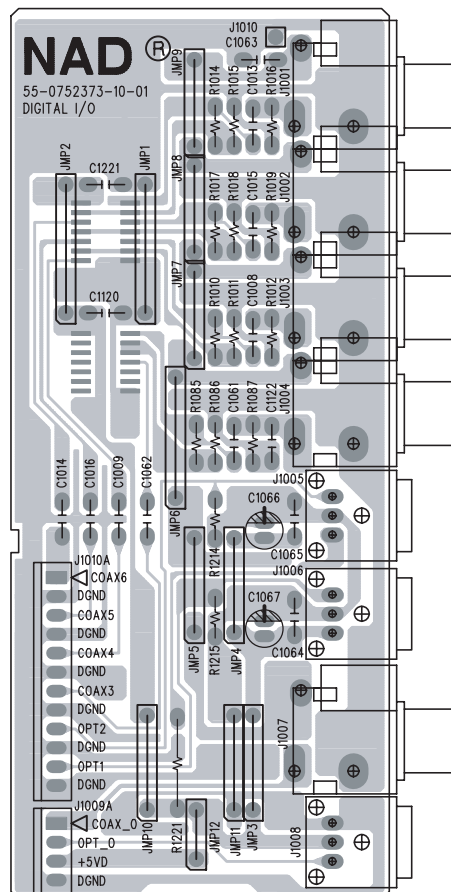 NAD ®
55-0752373-10-01
DIGITAL I/O
J1010
C1063
JMP9
R1014
R1015
C1013
R1016
J1001
JMP2
C1221
JMP1
JMP8
R1017
R1018
C1015
R1019
J1002
JMP7
C1120
R1010
R1011
C1008
R1012
J1003
R1085
R1086
C1061
R1087
C1122
J1004
C1014
C1016
C1009
C1062
JMP6
R1214
C1066
J1005
C1065
J1006
J1010A
COAX6
DGND
COAX5
DGND
COAX4
DGND
COAX3
DGND
OPT2
DGND
OPT1
DGND
JMP5
R1215
JMP4
C1067
C1064
J1007
J1009A
COAX_O
OPT_O
+5VD
DGND
JMP10
R1221
JMP12
JMP11
JMP3
J1008